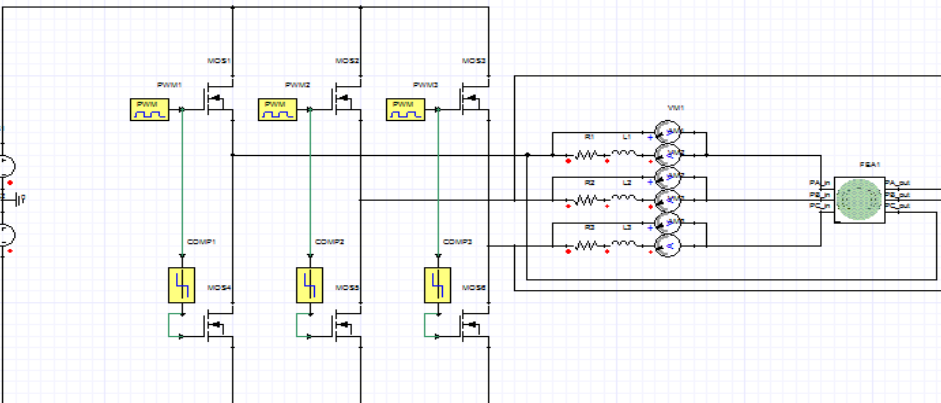 MOS1
MOS2
MOS3
PWM1
PWM2
PWM3
PWM
PWM
PWM
VM1
R1
L1
FEA1
R2
L2
PA_in
PA_out
PB_in
PB_out
PC_in
PC_out
R3
L3
COMP1
COMP2
COMP3
MOS4
MOS5
MOS6